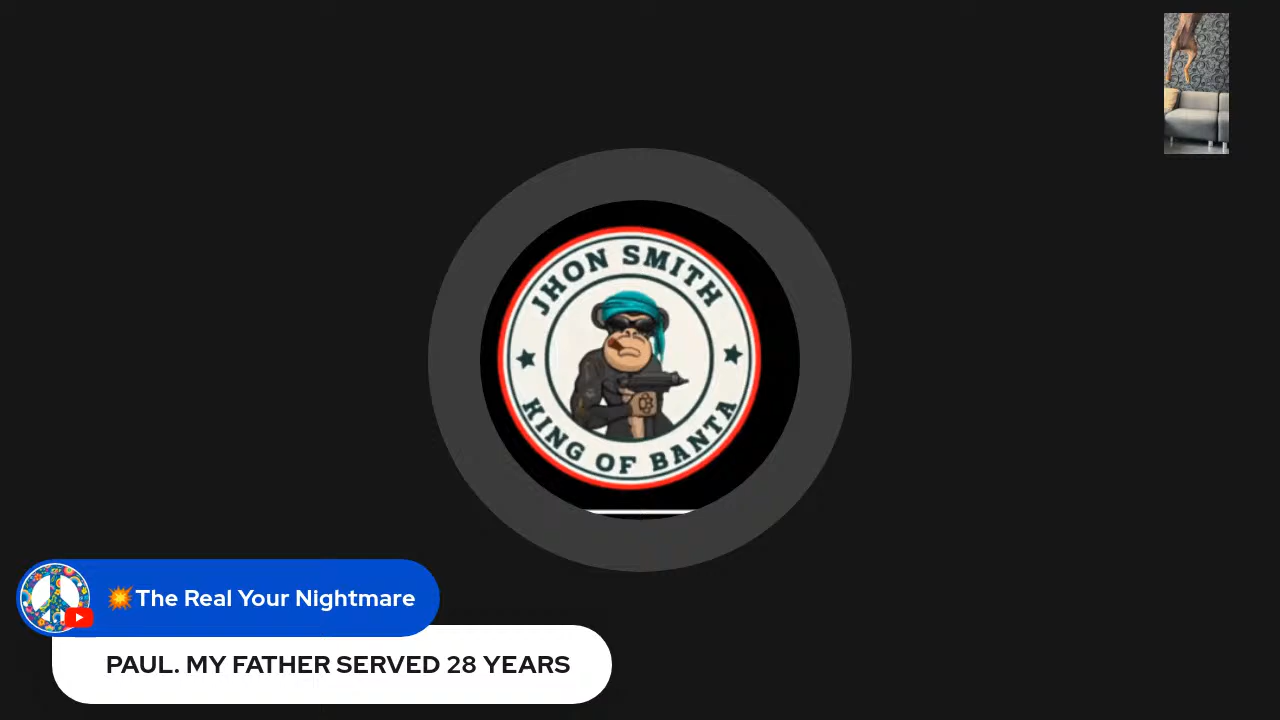 JHON SMITH
KING OF BANTA
💥The Real Your Nightmare
PAUL. MY FATHER SERVED 28 YEARS